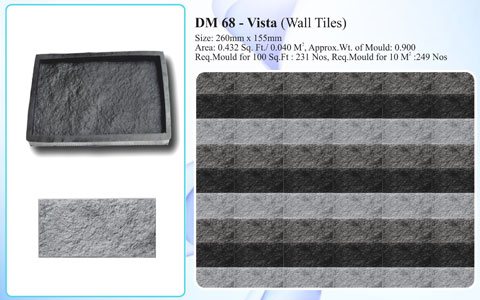 DM 68 - Vista (Wall Tiles)
Size: 260mm x 155mm
Area: 0.432 Sq. Ft./ 0.040 M², Approx.Wt. of Mould: 0.900
Req.Mould for 100 Sq.Ft : 231 Nos, Req.Mould for 10 M² :249 Nos